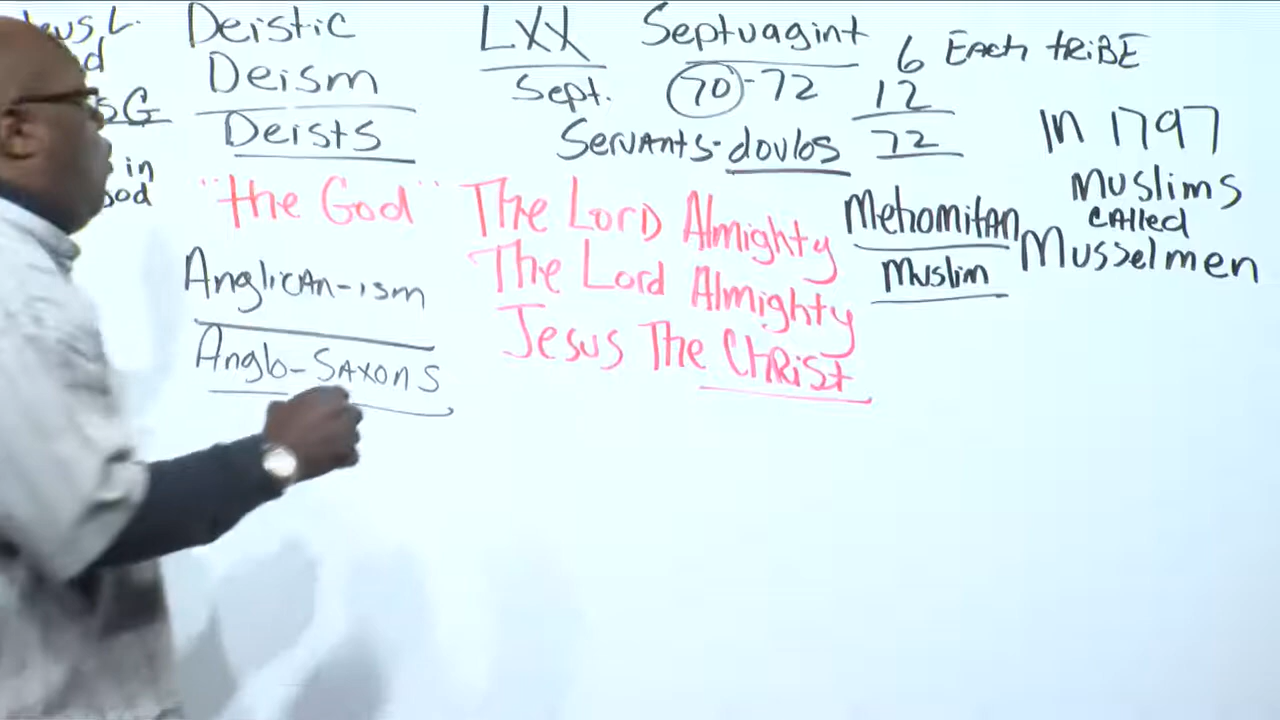 Deistic
Deism
Deists
"the God"
Anglican-ism
Anglo-Saxons
LXX
Sept.
Septuagint
70-72
Servants-doulos
The Lord Almighty
The Lord Almighty
Jesus The Christ
6 Each tribe
12
72
Mehomitan
Muslim
In 1797
Muslims
called
Musselmen
in